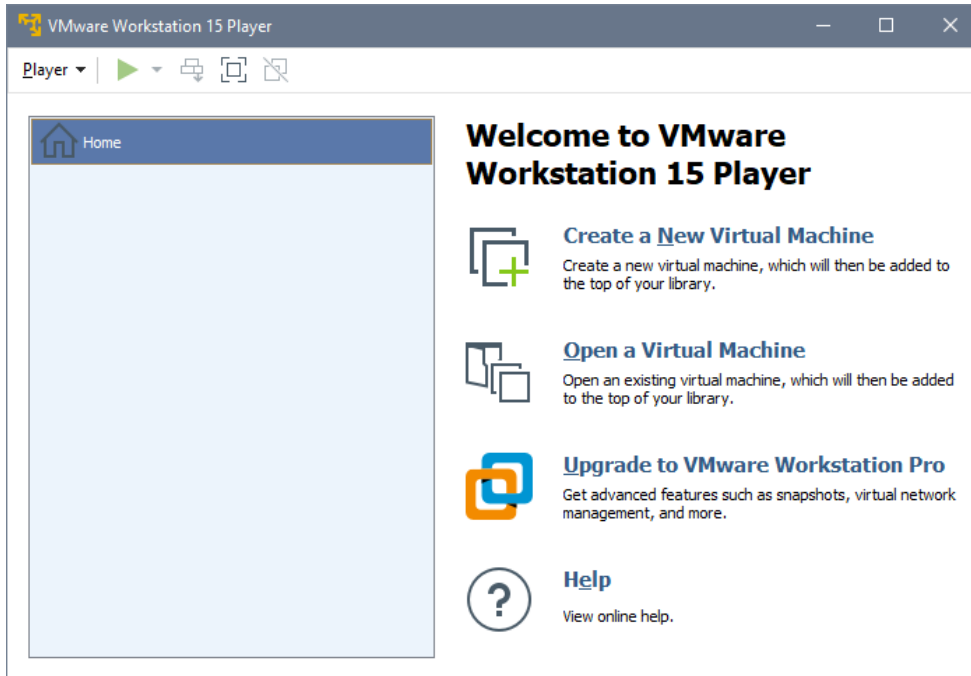 VMware Workstation 15 Player
Player
Home
Welcome to VMware
Workstation 15 Player
Create a New Virtual Machine
Create a new virtual machine, which will then be added to
the top of your library.
Open a Virtual Machine
Open an existing virtual machine, which will then be added
to the top of your library.
Upgrade to VMware Workstation Pro
Get advanced features such as snapshots, virtual network
management, and more.
Help
View online help.